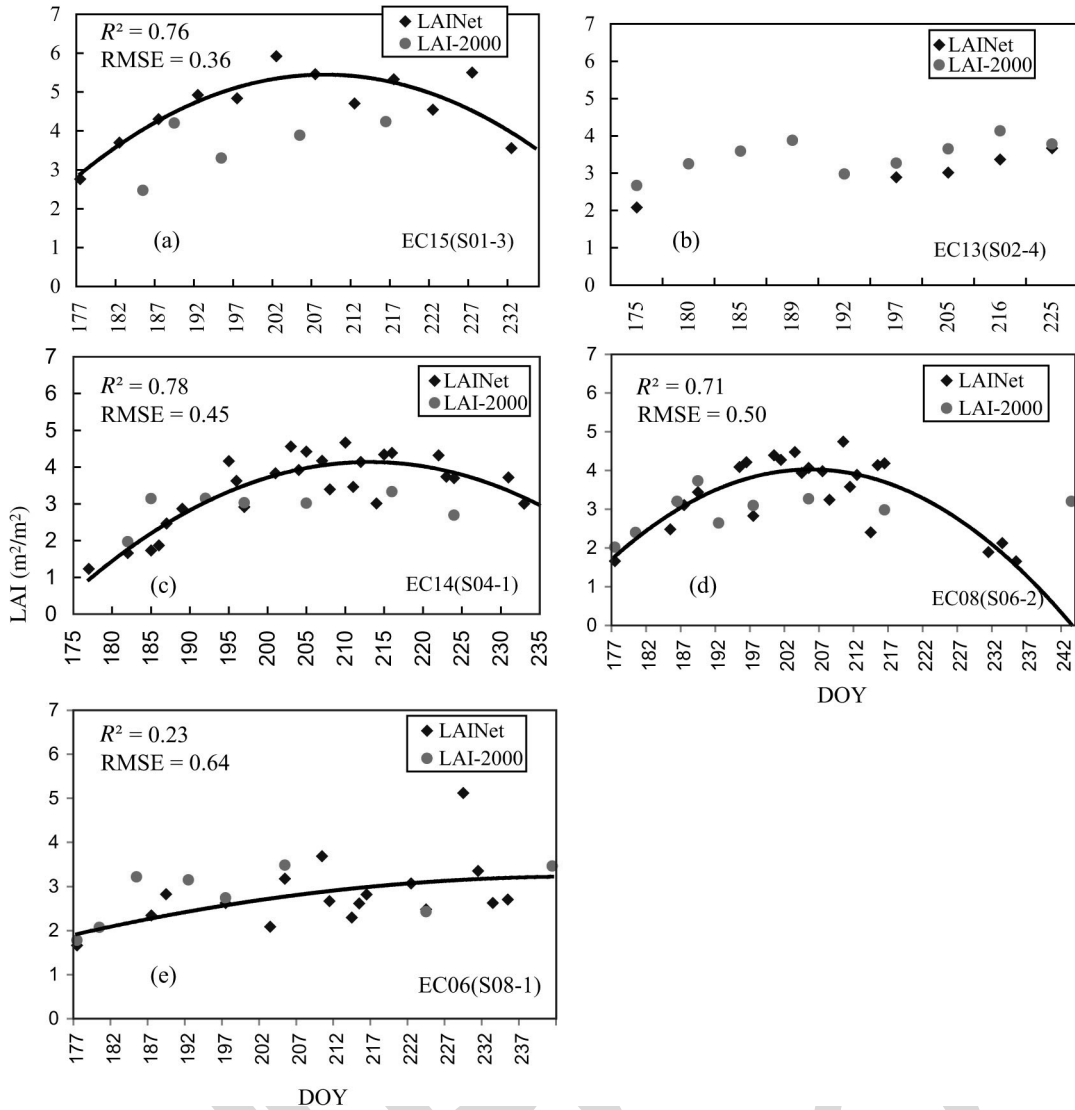 7
6
5
4
3
2
1
0
R² = 0.76
RMSE = 0.36
LAINet
LAI-2000
(a)
EC15(S01-3)
177 182 187 192 197 202 207 212 217 222 227 232
7
6
5
4
3
2
1
0
LAINet
LAI-2000
(b)
EC13(S02-4)
175 180 185 189 192 197 205 216 225
LAI (m²/m²)
7
6
5
4
3
2
1
0
R² = 0.78
RMSE = 0.45
LAINet
LAI-2000
(c)
EC14(S04-1)
175 180 185 190 195 200 205 210 215 220 225 230 235
7
6
5
4
3
2
1
0
R² = 0.71
RMSE = 0.50
LAINet
LAI-2000
(d)
EC08(S06-2)
177 182 187 192 197 202 207 212 217 222 227 232 237 242
DOY
7
6
5
4
3
2
1
0
R² = 0.23
RMSE = 0.64
LAINet
LAI-2000
(e)
EC06(S08-1)
177 182 187 192 197 202 207 212 217 222 227 232 237
DOY